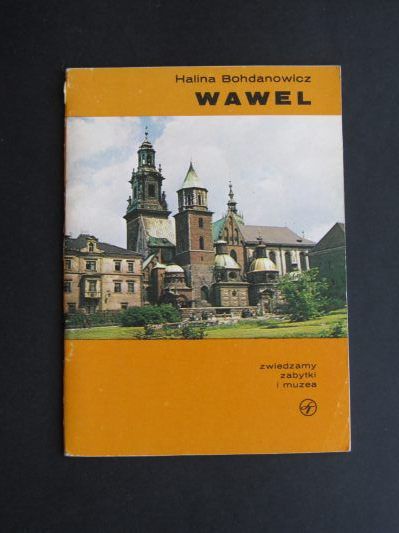 Halina Bohdanowicz
WAWEL
zwiedzamy
zabytki
i muzea